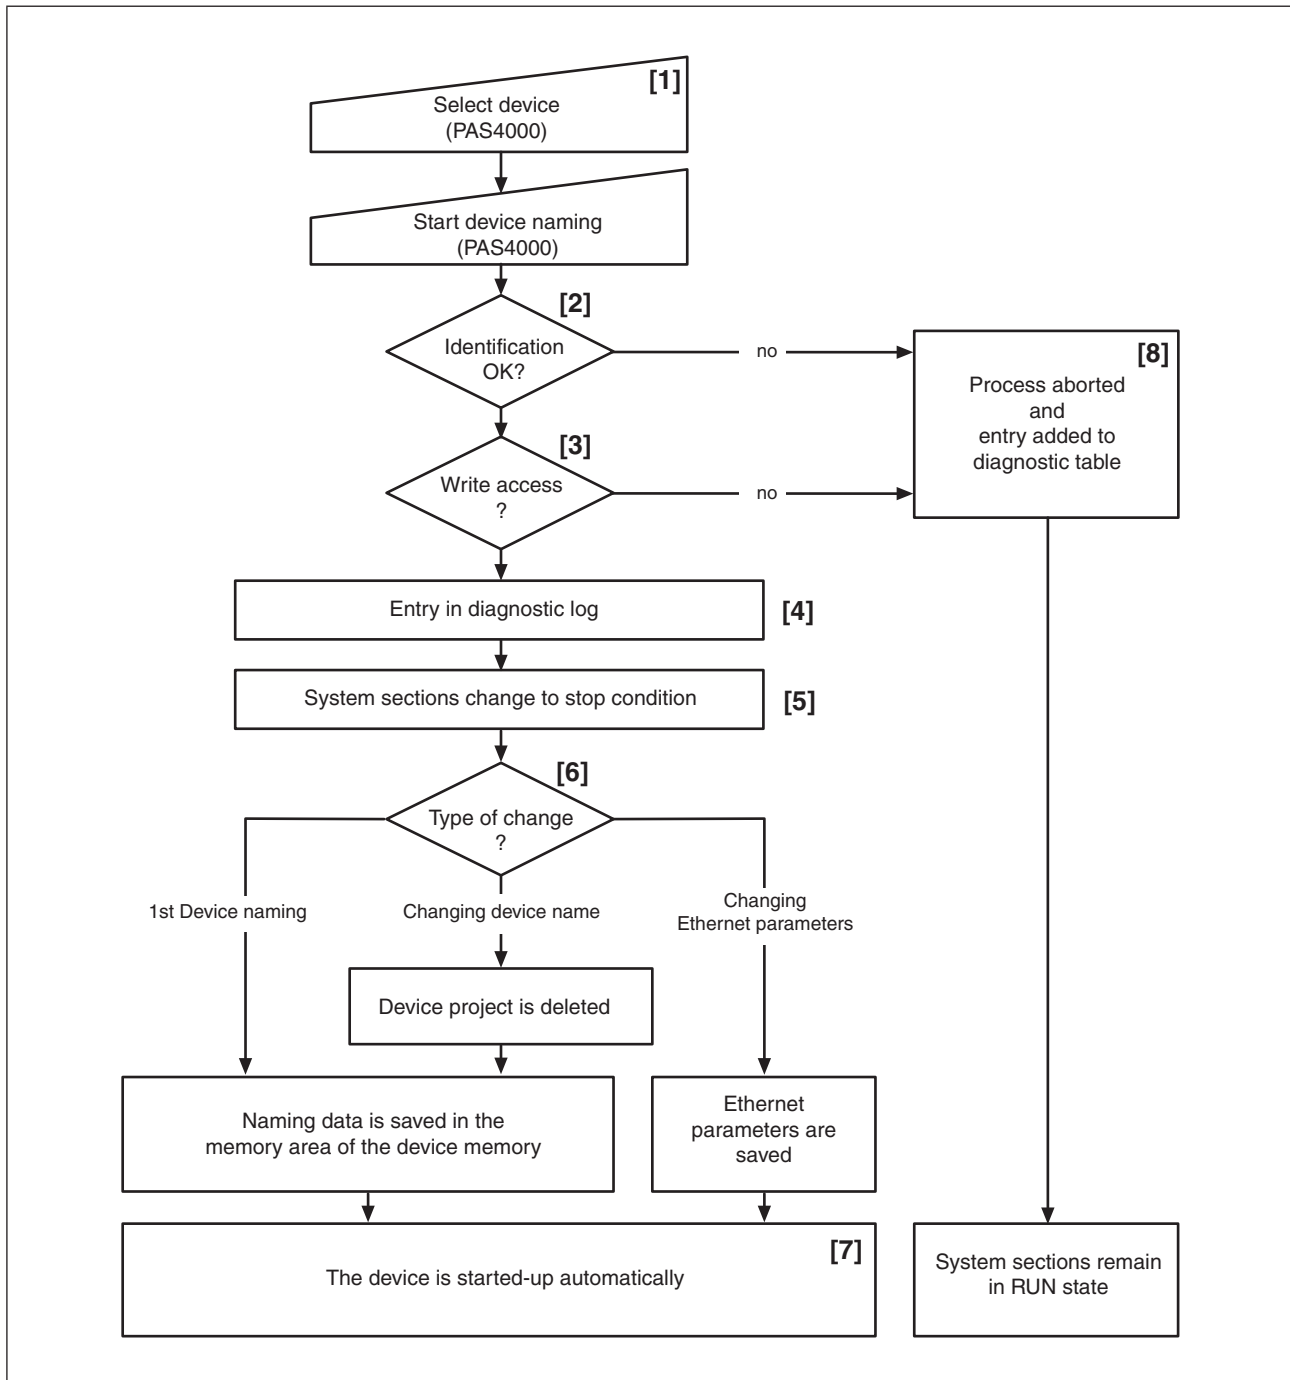 [1]
Select device
(PAS4000)
Start device naming
(PAS4000)
[2]
Identification
OK?
no
[8]
Process aborted
and
entry added to
diagnostic table
[3]
Write access
?
no
Entry in diagnostic log
[4]
System sections change to stop condition
[5]
[6]
Type of change
?
1st Device naming
Changing device name
Changing
Ethernet parameters
Device project is deleted
Naming data is saved in the
memory area of the device memory
Ethernet
parameters are
saved
[7]
The device is started-up automatically
System sections remain
in RUN state